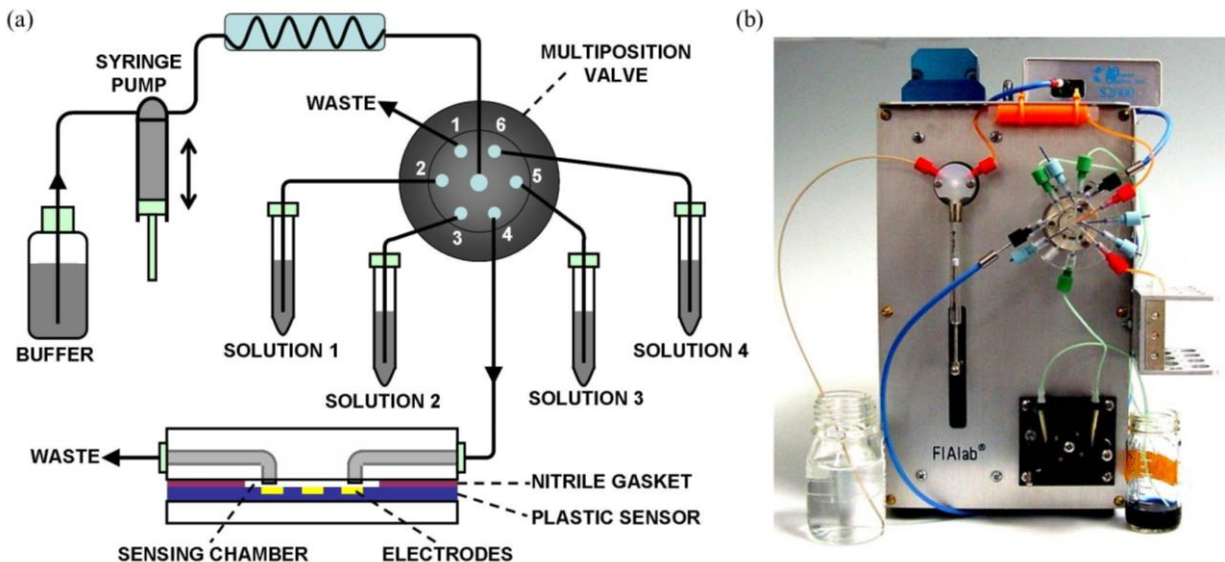 (a)
SYRINGE
PUMP
MULTIPOSITION
VALVE
WASTE
1
6
2
5
3
4
BUFFER
SOLUTION 1
SOLUTION 2
SOLUTION 3
SOLUTION 4
WASTE
NITRILE GASKET
PLASTIC SENSOR
SENSING CHAMBER
ELECTRODES
(b)
S2000
FIAlab®